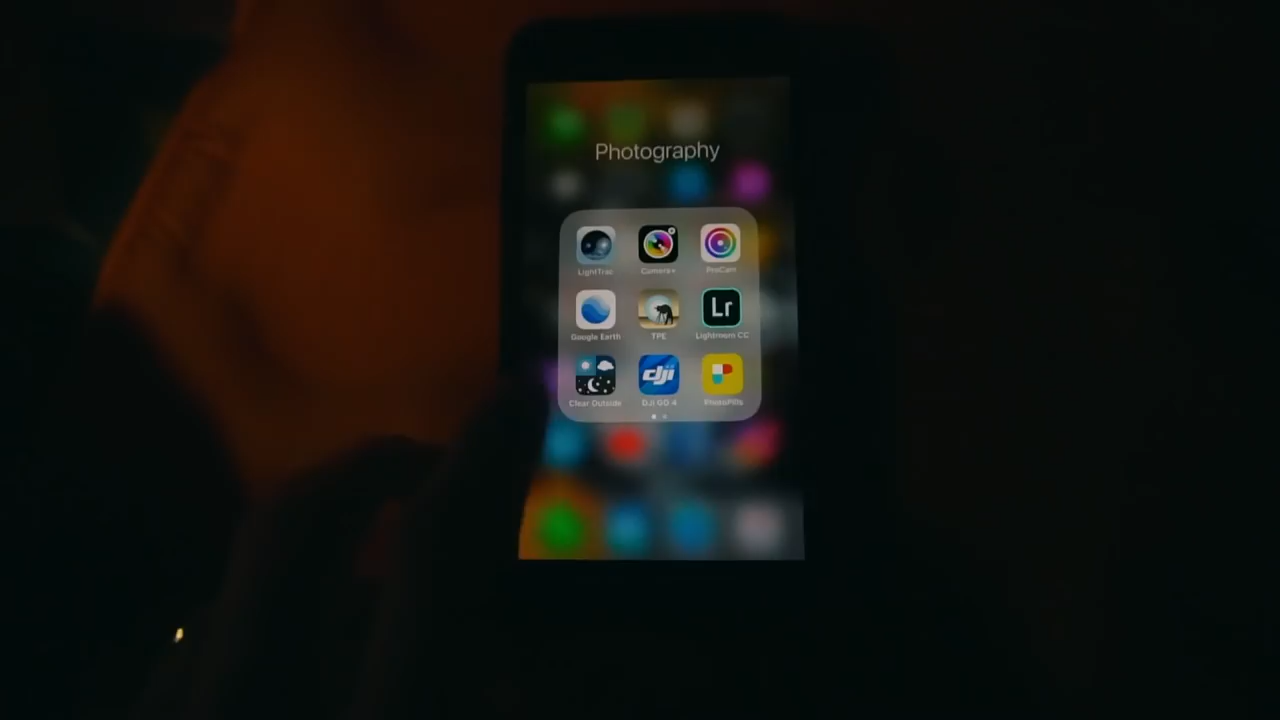 Photography
LightTrac Camera+ ProCam
Google Earth TPE Lr Lightroom CC
Clear Outside dji DJI GO 4 PhotoPills